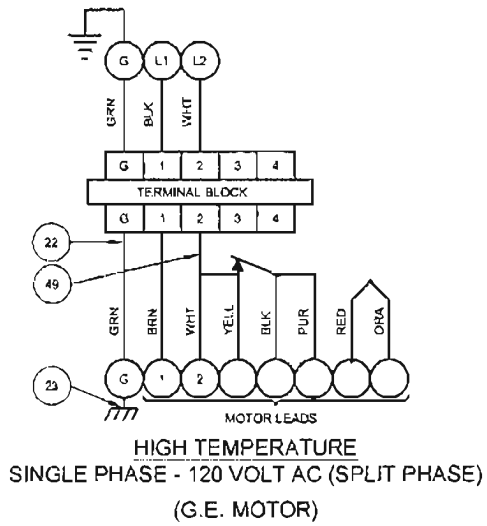 G L1 L2
GRN BLK WHT
G 1 2 3 4
TERMINAL BLOCK
G 1 2 3 4
22
49
GRN BRN WHT YELL BLK PUR RED ORA
23 G 1 2
MOTOR LEADS
HIGH TEMPERATURE
SINGLE PHASE - 120 VOLT AC (SPLIT PHASE)
(G.E. MOTOR)